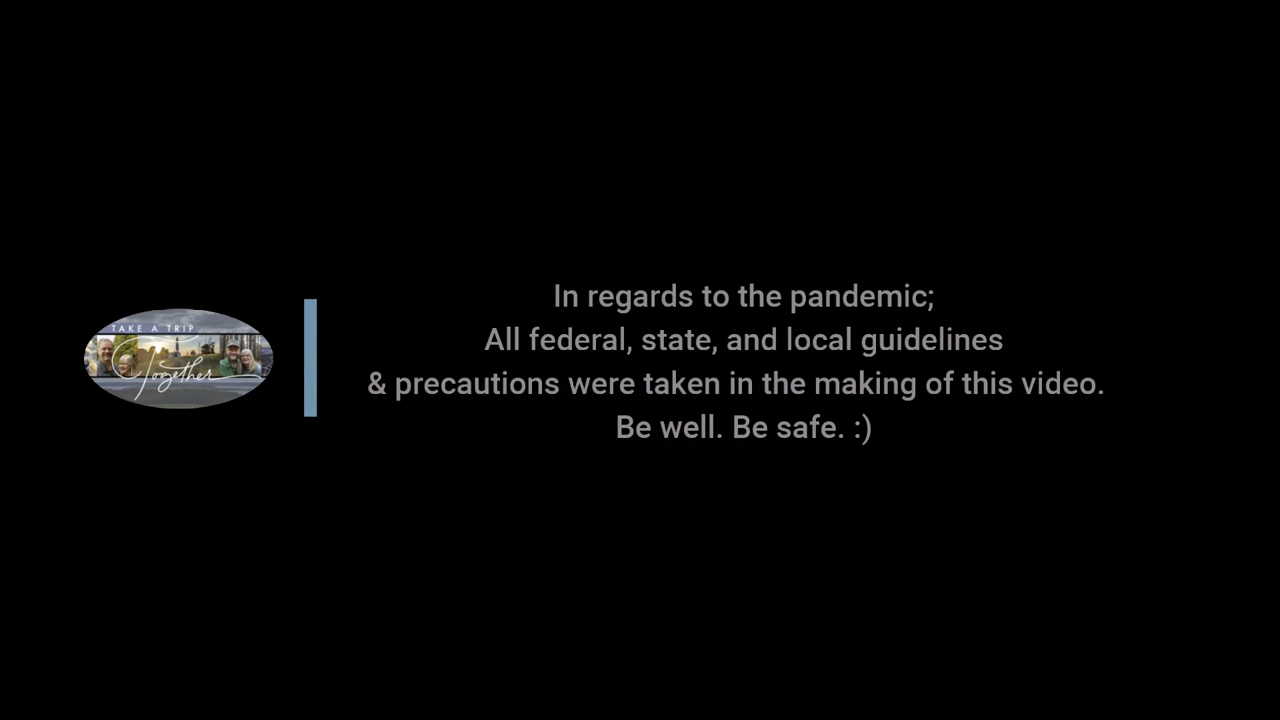 TAKE A TRIP
Together
In regards to the pandemic;
All federal, state, and local guidelines
& precautions were taken in the making of this video.
Be well. Be safe. :)